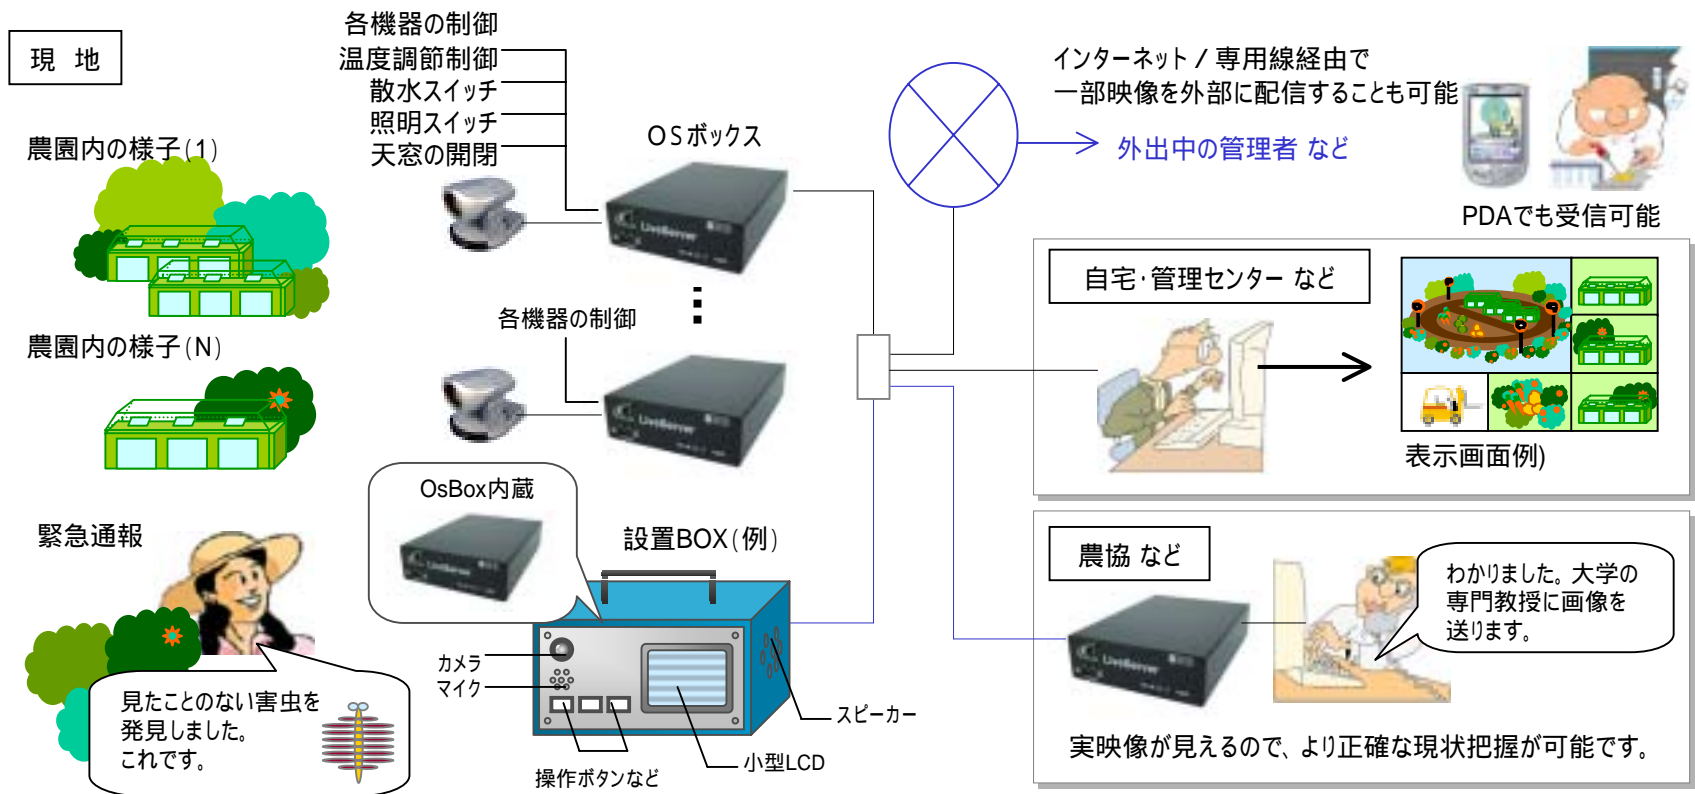 現 地
各機器の制御
温度調節制御
散水スイッチ
照明スイッチ
天窓の開閉
農園内の様子(1)
OSボックス
LiveServer
インターネット / 専用線経由で
一部映像を外部に配信することも可能
外出中の管理者 など
PDAでも受信可能
農園内の様子(N)
各機器の制御
LiveServer
自宅・管理センター など
表示画面例)
緊急通報
見たことのない害虫を
発見しました。
これです。
OsBox内蔵
設置BOX(例)
カメラ
マイク
スピーカー
小型LCD
操作ボタンなど
農協 など
LiveServer
わかりました。大学の
専門教授に画像を
送ります。
実映像が見えるので、より正確な現状把握が可能です。